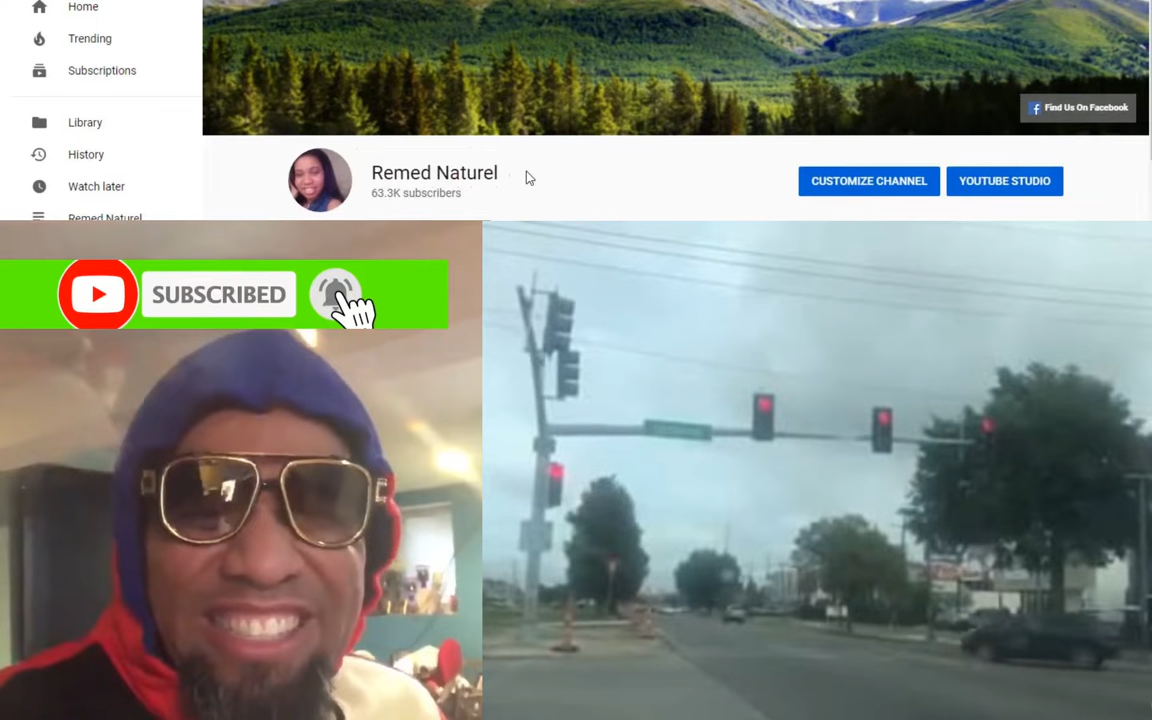 Home
Trending
Subscriptions
Library
History
Watch later
Remed Naturel
Find Us On Facebook
Remed Naturel
63.3K subscribers
CUSTOMIZE CHANNEL
YOUTUBE STUDIO
SUBSCRIBED